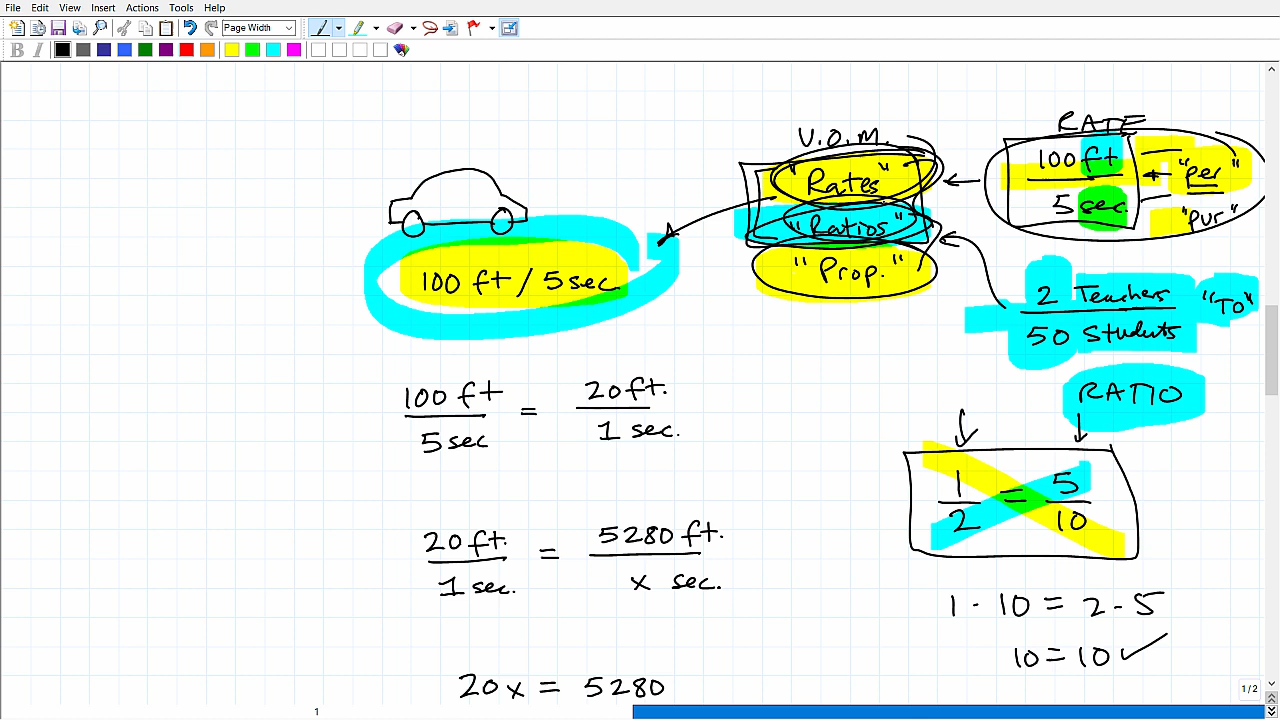 File Edit View Insert Actions Tools Help
Page Width
B I
V.O.M.
"Rates"
"Ratios"
"Prop."
RATE
100 ft
5 sec.
"per"
"pur"
100 ft / 5 sec
2 Teachers
50 Students
"TO"
RATIO
100 ft
5 sec
=
20 ft.
1 sec.
1
2
=
5
10
20 ft.
1 sec.
=
5280 ft.
x sec.
1 · 10 = 2 · 5
10 = 10 ✓
20x = 5280
1/2
1